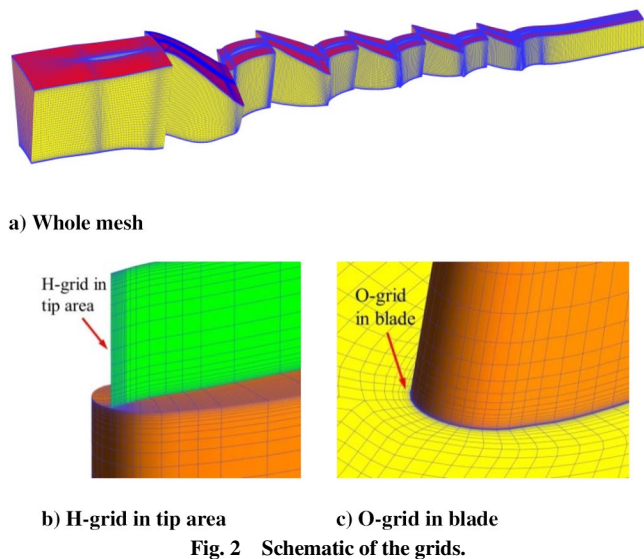 a) Whole mesh
H-grid in
tip area
O-grid
in blade
b) H-grid in tip area
c) O-grid in blade
Fig. 2 Schematic of the grids.